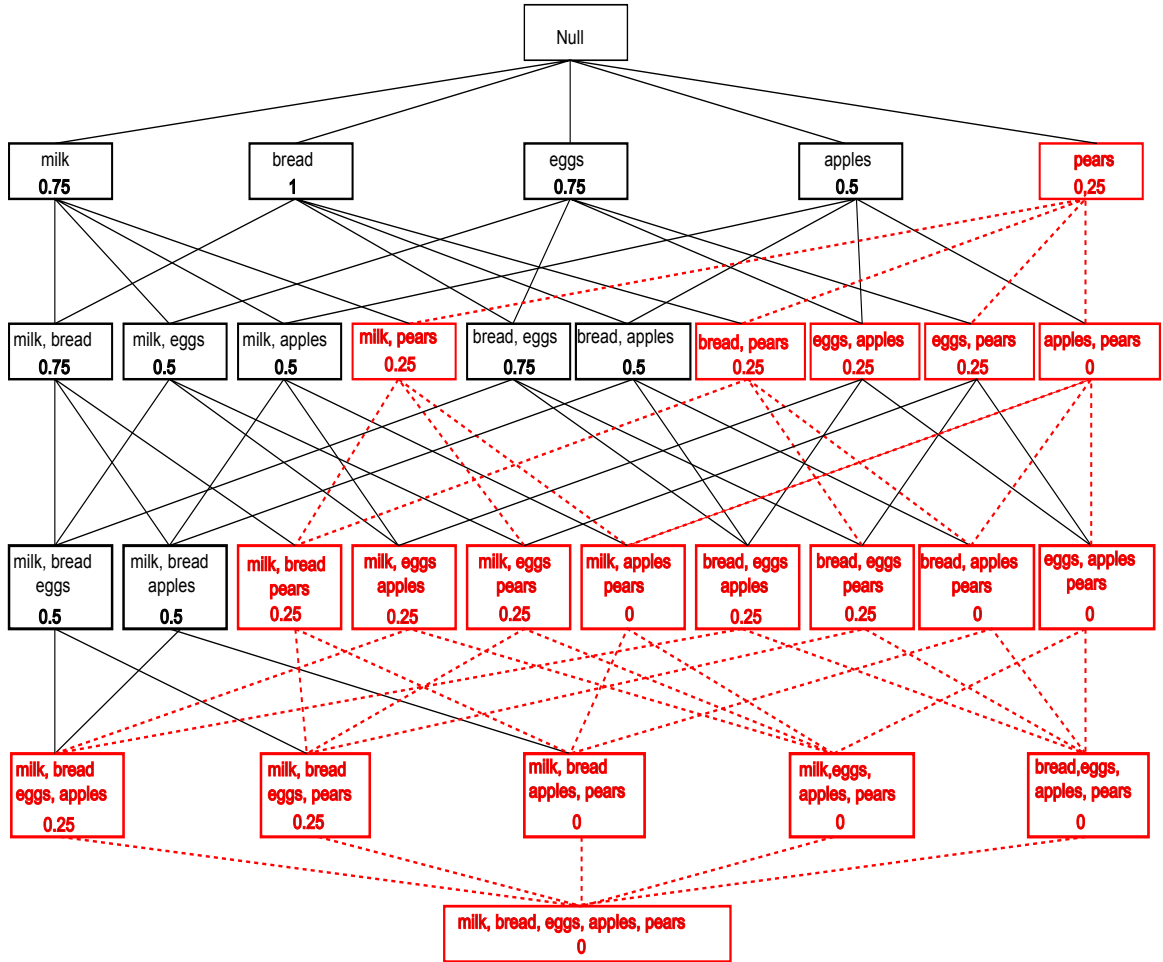 Null
milk
0.75
bread
1
eggs
0.75
apples
0.5
pears
0,25
milk, bread
0.75
milk, eggs
0.5
milk, apples
0.5
milk, pears
0.25
bread, eggs
0.75
bread, apples
0.5
bread, pears
0.25
eggs, apples
0.25
eggs, pears
0.25
apples, pears
0
milk, bread
eggs
0.5
milk, bread
apples
0.5
milk, bread
pears
0.25
milk, eggs
apples
0.25
milk, eggs
pears
0.25
milk, apples
pears
0
bread, eggs
apples
0.25
bread, eggs
pears
0.25
bread, apples
pears
0
eggs, apples
pears
0
milk, bread
eggs, apples
0.25
milk, bread
eggs, pears
0.25
milk, bread
apples, pears
0
milk,eggs,
apples, pears
0
bread,eggs,
apples, pears
0
milk, bread, eggs, apples, pears
0